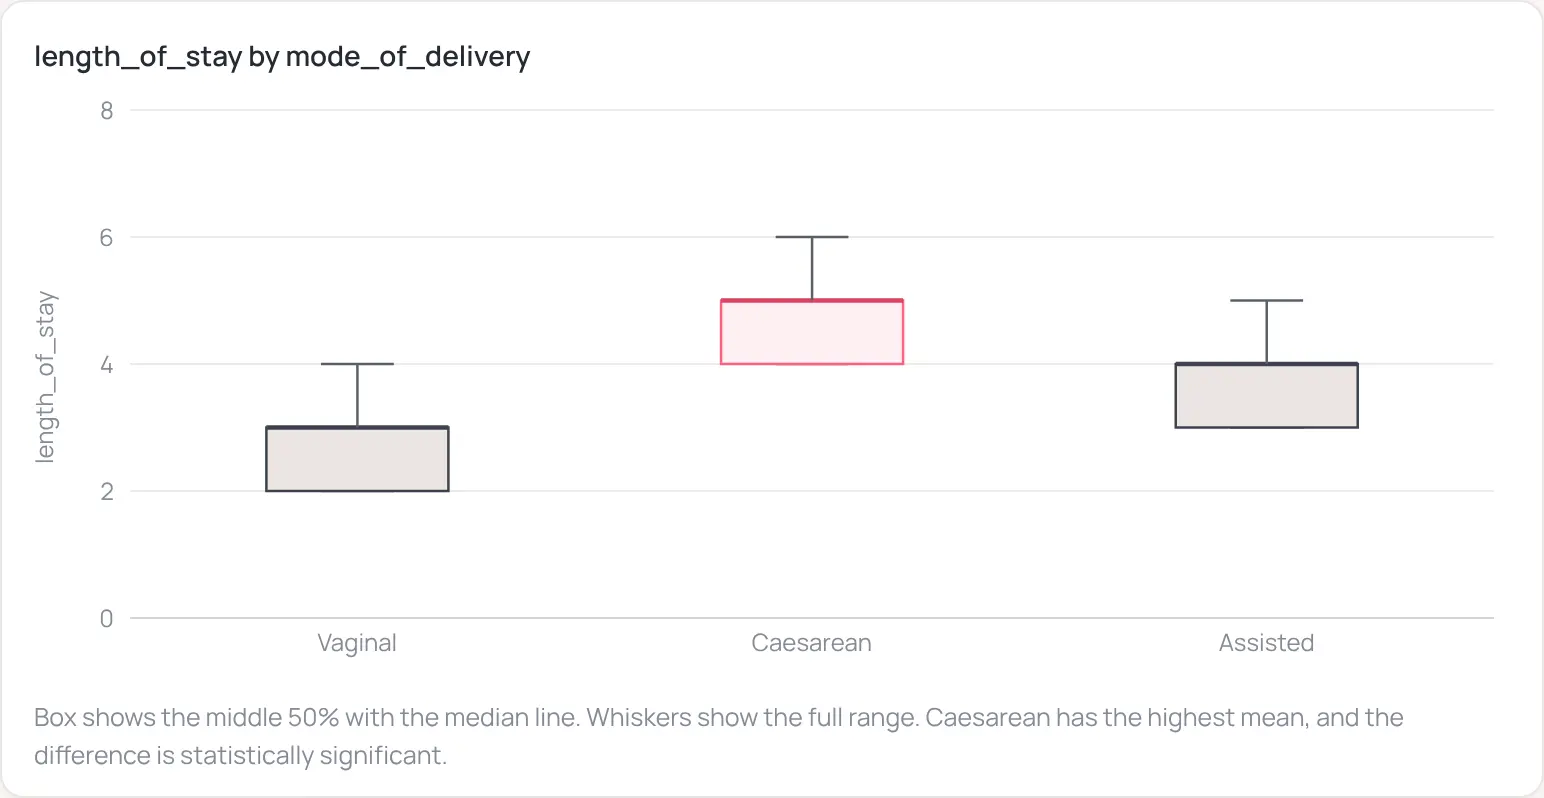 length_of_stay by mode_of_delivery
8
6
4
2
0
length_of_stay
Vaginal
Caesarean
Assisted
Box shows the middle 50% with the median line. Whiskers show the full range. Caesarean has the highest mean, and the
difference is statistically significant.